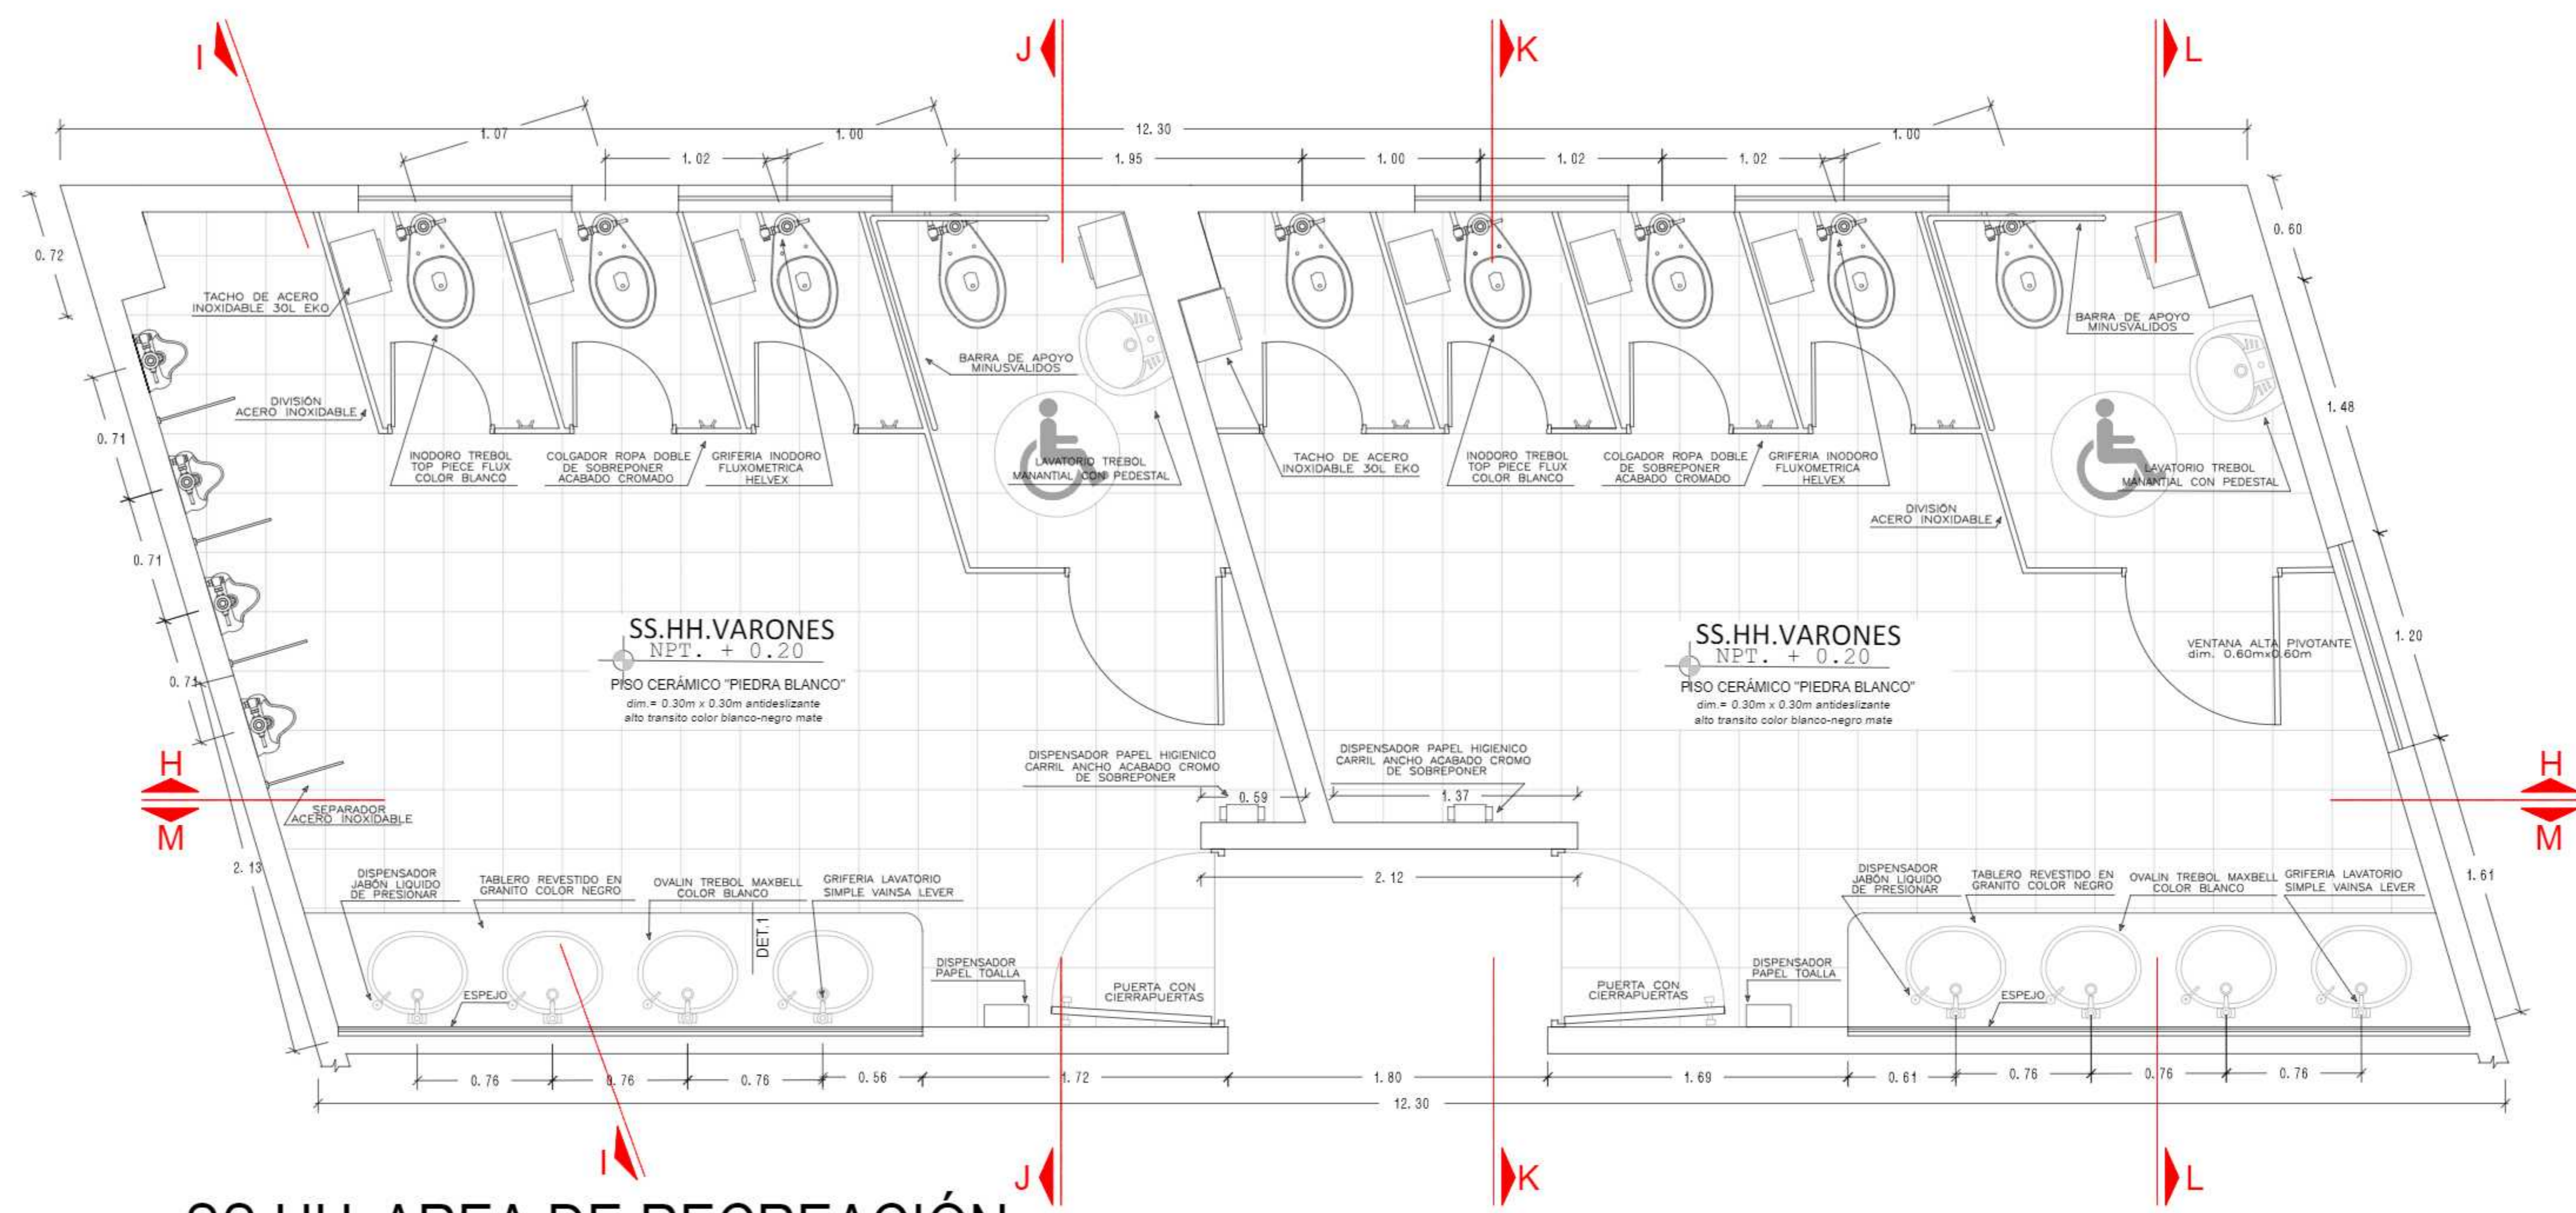 I
J
K
L
12.30
1.07
1.00
1.00
1.02
1.95
1.00
1.02
1.02
0.72
0.60
TACHO DE ACERO
INOXIDABLE 30L EKO
BARRA DE APOYO
MINUSVÁLIDOS
BARRA DE APOYO
MINUSVÁLIDOS
DIVISIÓN
ACERO INOXIDABLE
0.71
1.48
INODORO TREBOL
TOP PIECE FLUX
COLOR BLANCO
COLGADOR ROPA DOBLE
DE SOBREPONER
ACABADO CROMADO
GRIFERIA INODORO
FLUXOMETRICA
HELVEX
LAVATORIO TREBOL
MANANTIAL CON PEDESTAL
TACHO DE ACERO
INOXIDABLE 30L EKO
INODORO TREBOL
TOP PIECE FLUX
COLOR BLANCO
COLGADOR ROPA DOBLE
DE SOBREPONER
ACABADO CROMADO
GRIFERIA INODORO
FLUXOMETRICA
HELVEX
LAVATORIO TREBOL
MANANTIAL CON PEDESTAL
DIVISIÓN
ACERO INOXIDABLE
0.71
SS.HH.VARONES
NPT. + 0.20
PISO CERÁMICO "PIEDRA BLANCO"
dim.= 0.30m x 0.30m antideslizante
alto transito color blanco-negro mate
SS.HH.VARONES
NPT. + 0.20
PISO CERÁMICO "PIEDRA BLANCO"
dim.= 0.30m x 0.30m antideslizante
alto transito color blanco-negro mate
VENTANA ALTA PIVOTANTE
dim. 0.60mx0.60m
1.20
0.71
DISPENSADOR PAPEL HIGIENICO
CARRIL ANCHO ACABADO CROMO
DE SOBREPONER
DISPENSADOR PAPEL HIGIENICO
CARRIL ANCHO ACABADO CROMO
DE SOBREPONER
0.59
1.37
H
M
H
M
SEPARADOR
ACERO INOXIDABLE
2.13
2.12
1.61
DISPENSADOR
JABÓN LIQUIDO
DE PRESIONAR
TABLERO REVESTIDO EN
GRANITO COLOR NEGRO
OVALIN TREBOL MAXBELL
COLOR BLANCO
GRIFERIA LAVATORIO
SIMPLE VAINSA LEVER
DET.1
DISPENSADOR
JABÓN LIQUIDO
DE PRESIONAR
TABLERO REVESTIDO EN
GRANITO COLOR NEGRO
OVALIN TREBOL MAXBELL
COLOR BLANCO
GRIFERIA LAVATORIO
SIMPLE VAINSA LEVER
DISPENSADOR
PAPEL TOALLA
PUERTA CON
CIERRAPUERTAS
PUERTA CON
CIERRAPUERTAS
DISPENSADOR
PAPEL TOALLA
ESPEJO
ESPEJO
0.76
0.76
0.76
0.56
1.72
1.80
1.69
0.61
0.76
0.76
0.76
12.30
I
J
K
L
SS.HH. AREA DE RECREACIÓN